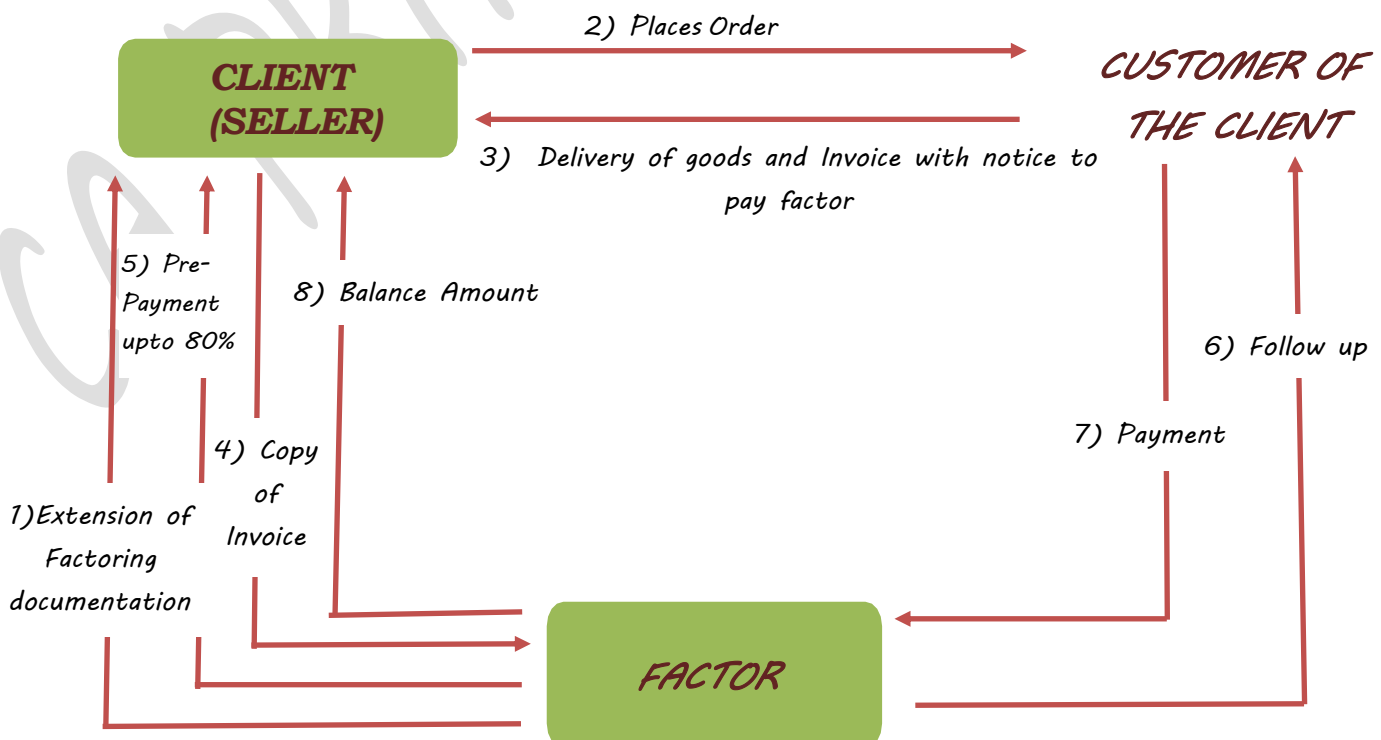 2) Places Order
CLIENT
(SELLER)
CUSTOMER OF
THE CLIENT
3) Delivery of goods and Invoice with notice to
pay factor
5) Pre-
Payment
upto 80%
8) Balance Amount
6) Follow up
7) Payment
4) Copy
of
Invoice
1)Extension of
Factoring
documentation
FACTOR